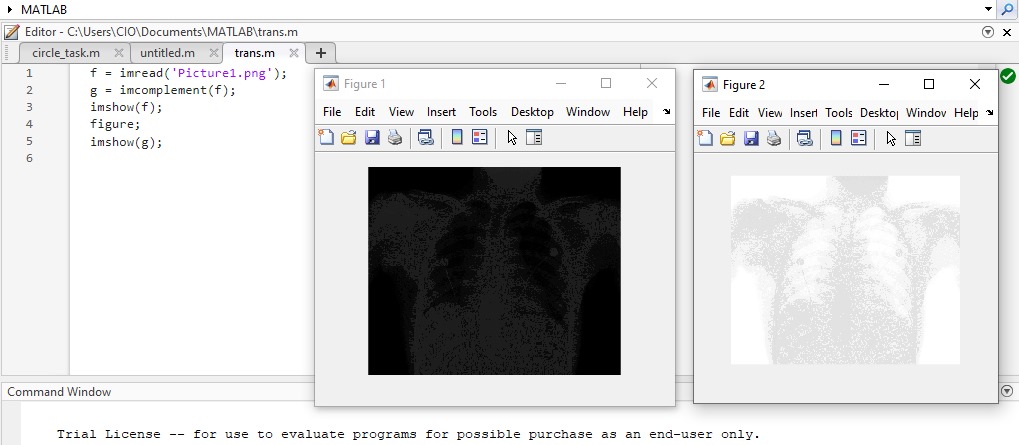 MATLAB
Editor - C:\Users\CIO\Documents\MATLAB\trans.m
circle_task.m untitled.m trans.m +
1 f = imread('Picture1.png');
2 g = imcomplement(f);
3 imshow(f);
4 figure;
5 imshow(g);
6
Figure 1
File Edit View Insert Tools Desktop Window Help
Figure 2
File Edit View Insert Tools Desktop Window Help
Command Window
Trial License -- for use to evaluate programs for possible purchase as an end-user only.